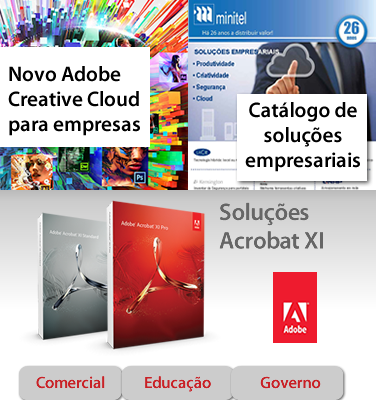 Novo Adobe
Creative Cloud
para empresas
Ps
minitel
Há 26 anos a distribuir valor!
26
anos
SOLUÇÕES EMPRESARIAIS
• Produtividade
• Criatividade
• Segurança
• Cloud
Catálogo de
soluções
empresariais
Soluções
Acrobat XI
Adobe Acrobat XI Standard
Adobe Acrobat XI Pro
Adobe
Adobe
Comercial
Educação
Governo